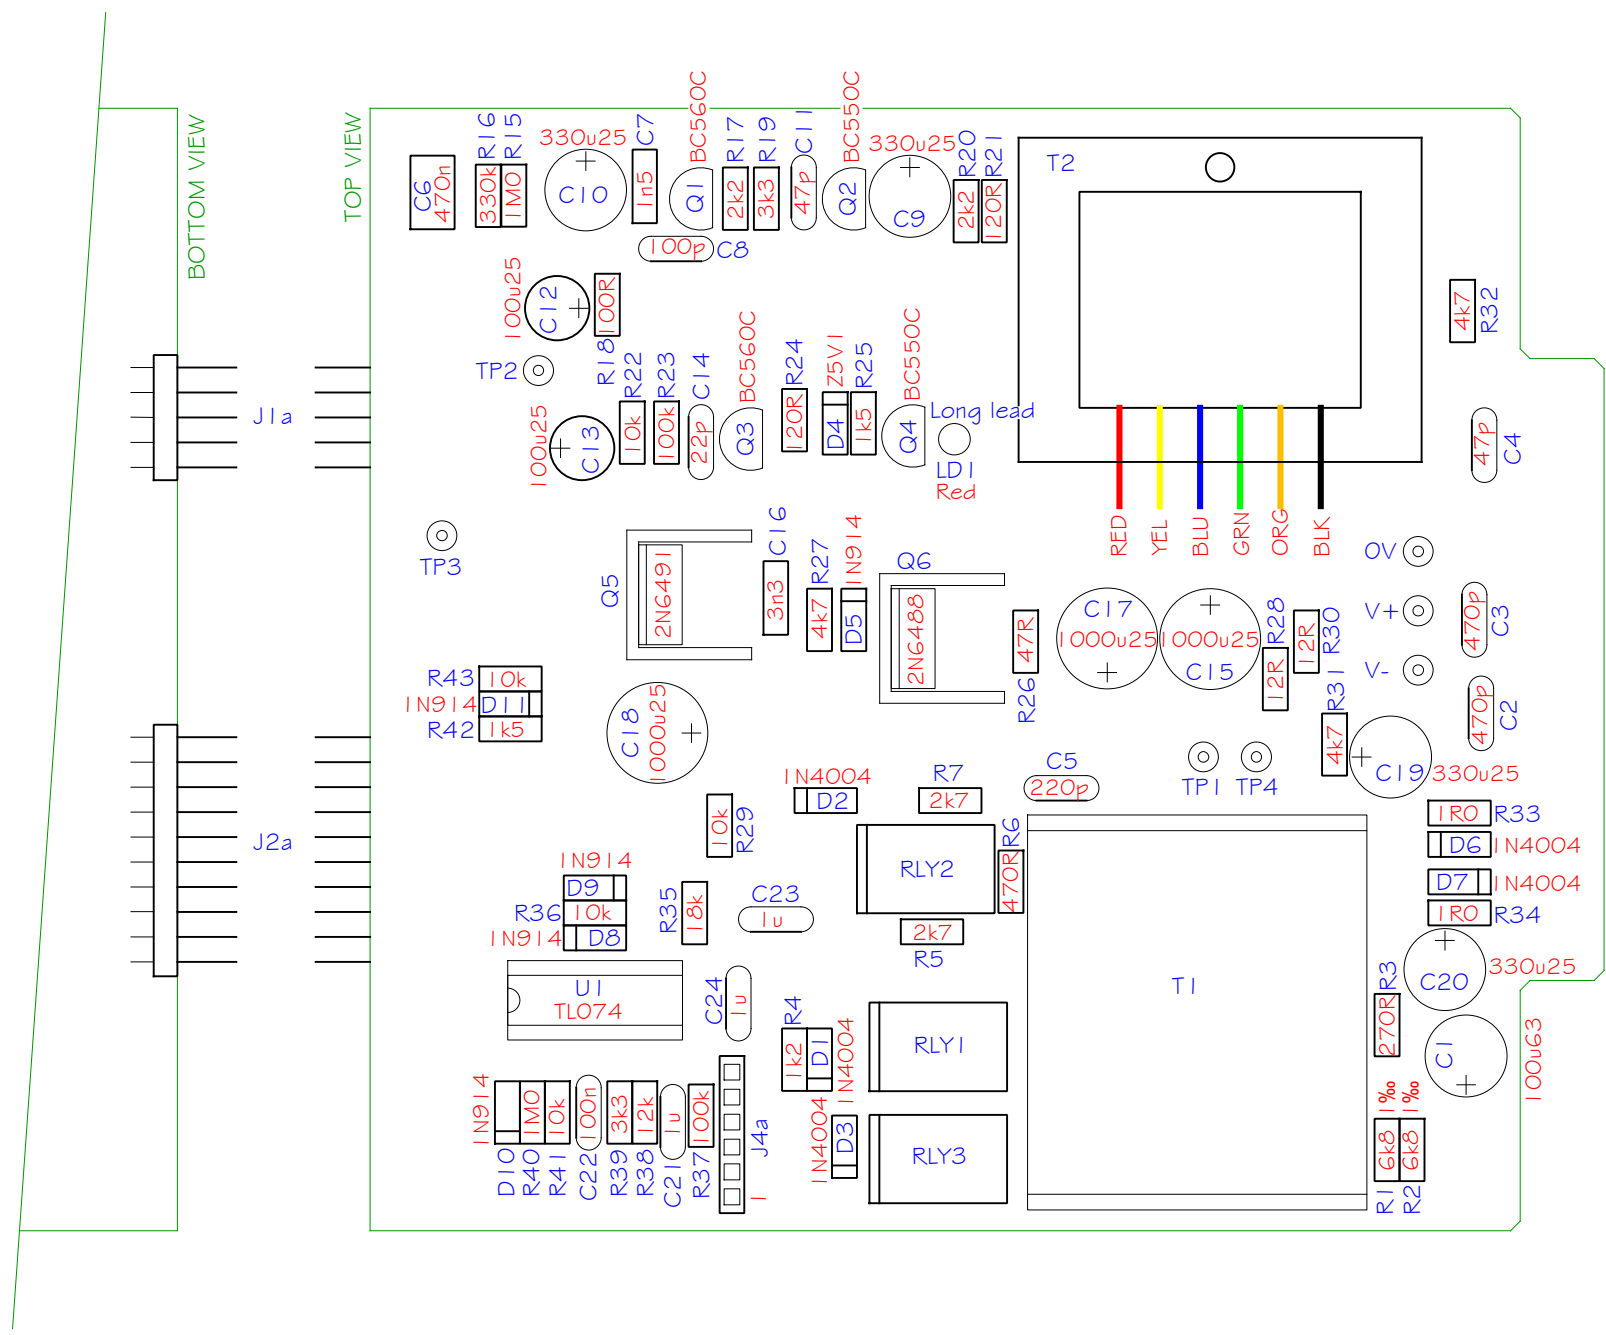 BOTTOM VIEW
TOP VIEW
C6
470n
R16
330k
R15
1M0
330u25
C10
C7
1n5
BC560C
Q1
R17
2k2
R19
3k3
C11
47p
BC550C
Q2
330u25
C9
R20
2k2
R21
120R
T2
100p
C8
100u25
C12
100R
R18
4k7
R32
TP2
J1a
R22
10k
R23
100k
C14
22p
BC560C
Q3
R24
120R
Z5V1
D4
R25
1k5
BC550C
Q4
Long lead
LD1
Red
100u25
C13
47p
C4
RED
YEL
BLU
GRN
ORG
BLK
TP3
Q5
2N6491
C16
3n3
R27
4k7
1N914
D5
Q6
2N6488
47R
R26
C17
1000u25
1000u25
C15
R28
12R
12R
R30
0V
V+
V-
470p
C3
R43
10k
1N914
D11
R42
1k5
C18
1000u25
R31
4k7
470p
C2
TP1
TP4
C19
330u25
J2a
1N4004
D2
R7
2k7
C5
220p
10k
R29
1R0
R33
D6
1N4004
D7
1N4004
1R0
R34
RLY2
R6
470R
1N914
D9
R36
10k
1N914
D8
R35
18k
C23
1u
2k7
R5
U1
TL074
C24
1u
R4
1k2
D1
1N4004
RLY1
T1
R3
270R
C20
330u25
C1
100u63
1N914
D10
1M0
R40
10k
R41
100n
C22
3k3
R39
12k
R38
1u
C21
100k
R37
J4a
1
1N4004
D3
RLY3
1‰
1‰
6k8
6k8
R1
R2